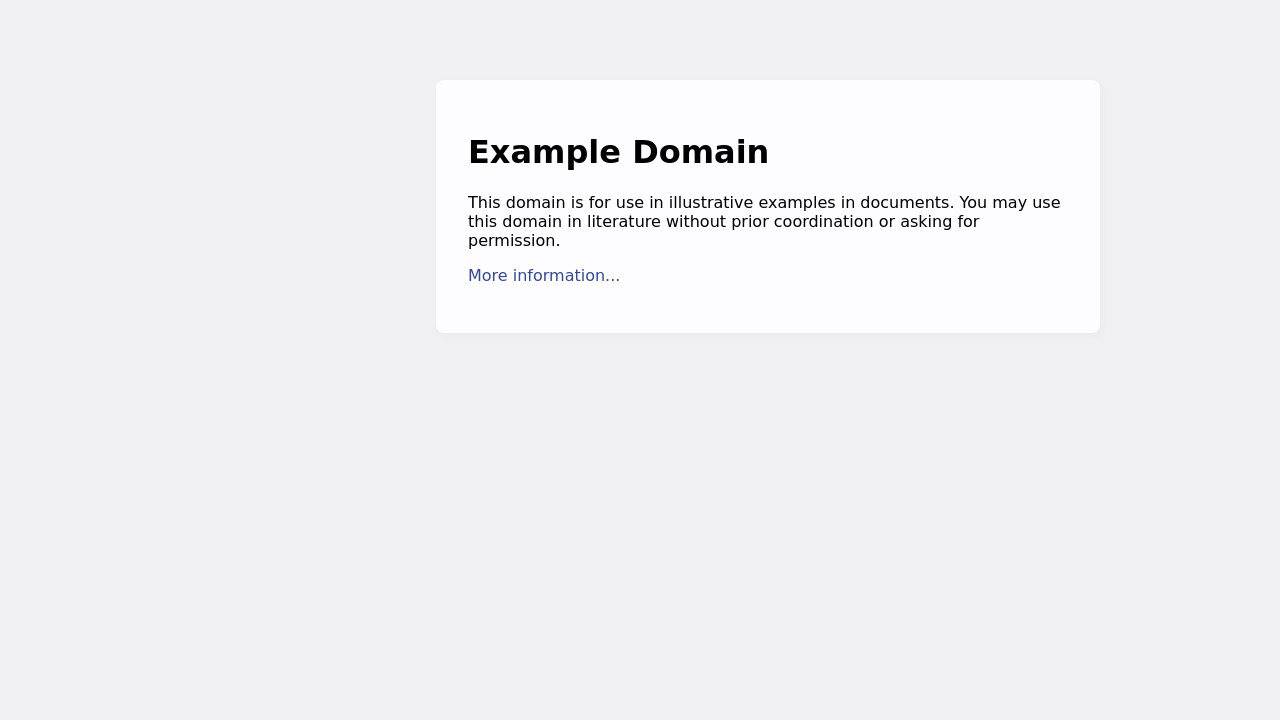 Example Domain
This domain is for use in illustrative examples in documents. You may use
this domain in literature without prior coordination or asking for
permission.
More information...